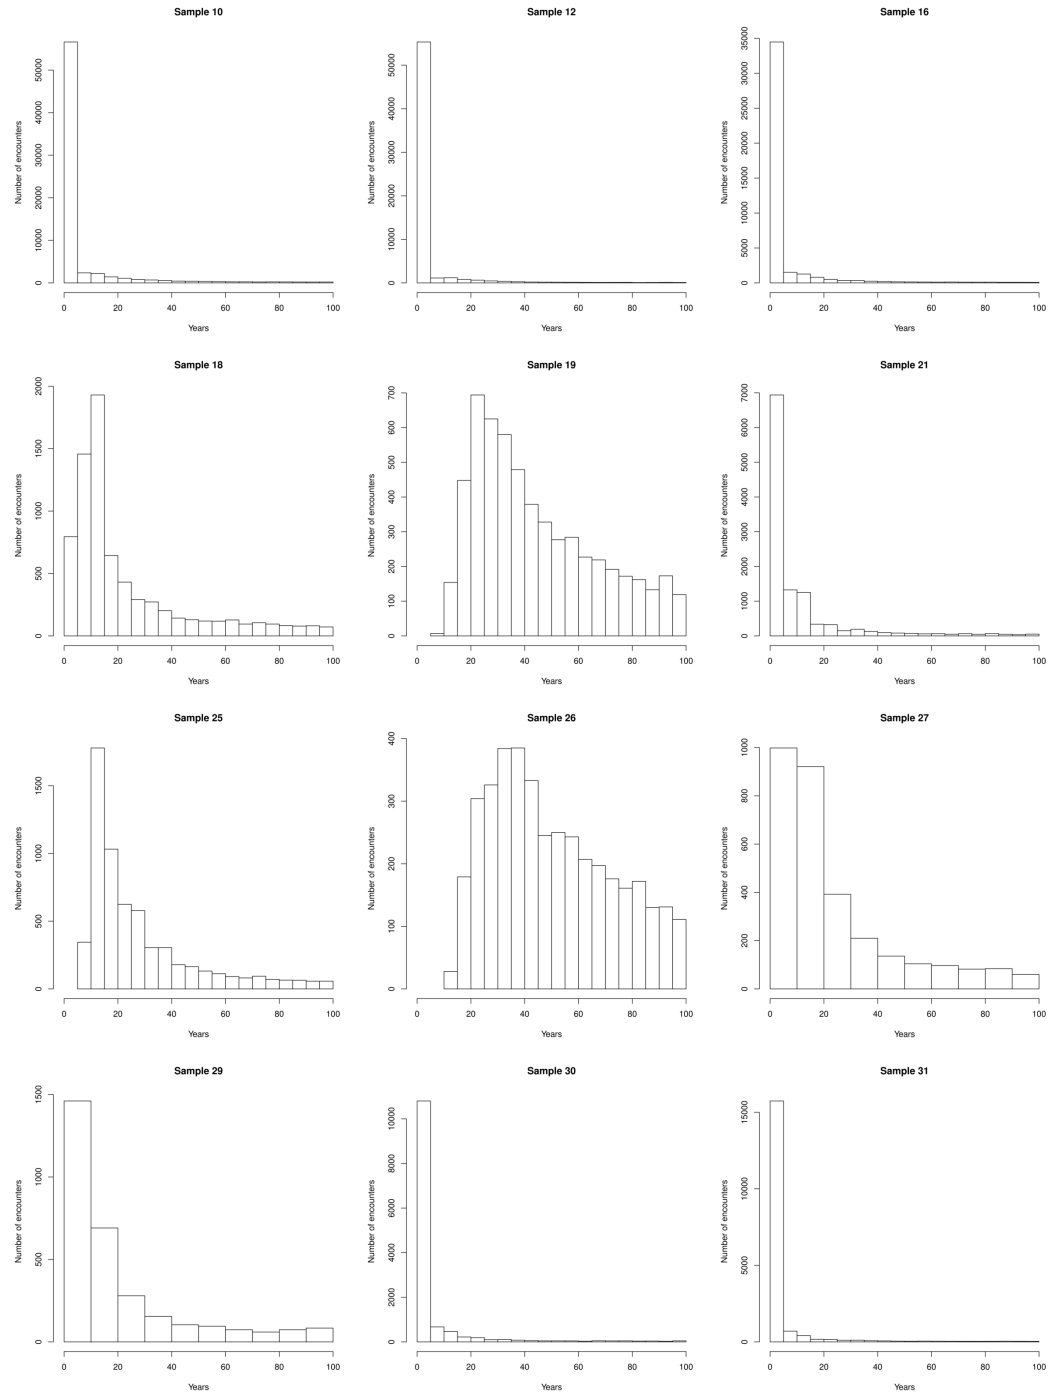 Sample 10
Number of encounters
0 10000 20000 30000 40000 50000
0 20 40 60 80 100
Years
Sample 12
Number of encounters
0 10000 20000 30000 40000 50000
0 20 40 60 80 100
Years
Sample 16
Number of encounters
0 5000 10000 15000 20000 25000 30000 35000
0 20 40 60 80 100
Years
Sample 18
Number of encounters
0 500 1000 1500 2000
0 20 40 60 80 100
Years
Sample 19
Number of encounters
0 100 200 300 400 500 600 700
0 20 40 60 80 100
Years
Sample 21
Number of encounters
0 1000 2000 3000 4000 5000 6000 7000
0 20 40 60 80 100
Years
Sample 25
Number of encounters
0 500 1000 1500
0 20 40 60 80 100
Years
Sample 26
Number of encounters
0 100 200 300 400
0 20 40 60 80 100
Years
Sample 27
Number of encounters
0 200 400 600 800 1000
0 20 40 60 80 100
Years
Sample 29
Number of encounters
0 500 1000 1500
0 20 40 60 80 100
Years
Sample 30
Number of encounters
0 2000 4000 6000 8000 10000
0 20 40 60 80 100
Years
Sample 31
Number of encounters
0 5000 10000 15000
0 20 40 60 80 100
Years